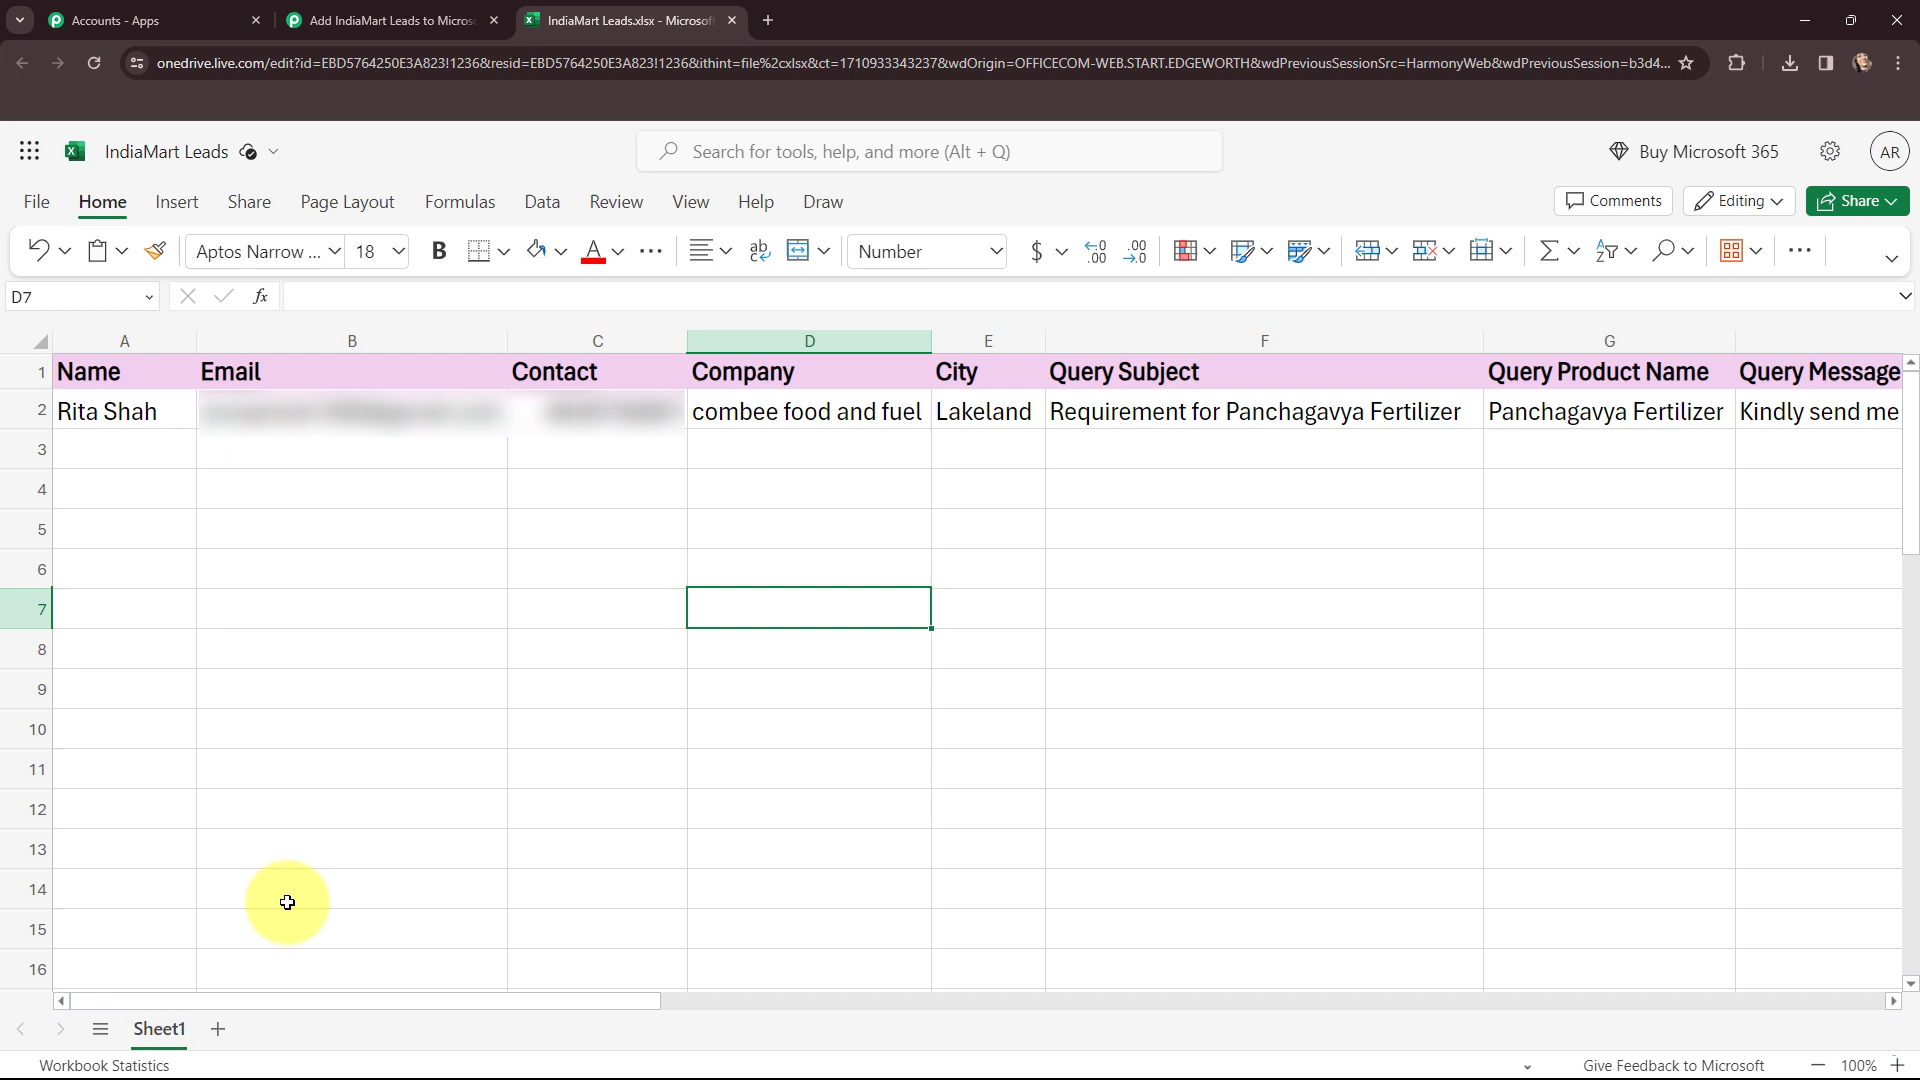 Accounts - Apps
Add IndiaMart Leads to Micros
IndiaMart Leads.xlsx - Microsoft
onedrive.live.com/edit?id=EBD5764250E3A823!1236&resid=EBD5764250E3A823!1236&ithint=file%2cxlsx&ct=1710933343237&wdOrigin=OFFICECOM-WEB.START.EDGEWORTH&wdPreviousSessionSrc=HarmonyWeb&wdPreviousSession=b3d4...
IndiaMart Leads
Search for tools, help, and more (Alt + Q)
Buy Microsoft 365
AR
File Home Insert Share Page Layout Formulas Data Review View Help Draw
Comments Editing Share
Aptos Narrow ... 18 B A ab Number $ .00 .00
D7 fx
A B C D E F G
1 Name Email Contact Company City Query Subject Query Product Name Query Message
2 Rita Shah combee food and fuel Lakeland Requirement for Panchagavya Fertilizer Panchagavya Fertilizer Kindly send me
3
4
5
6
7
8
9
10
11
12
13
14
15
16
Sheet1
Workbook Statistics Give Feedback to Microsoft 100%